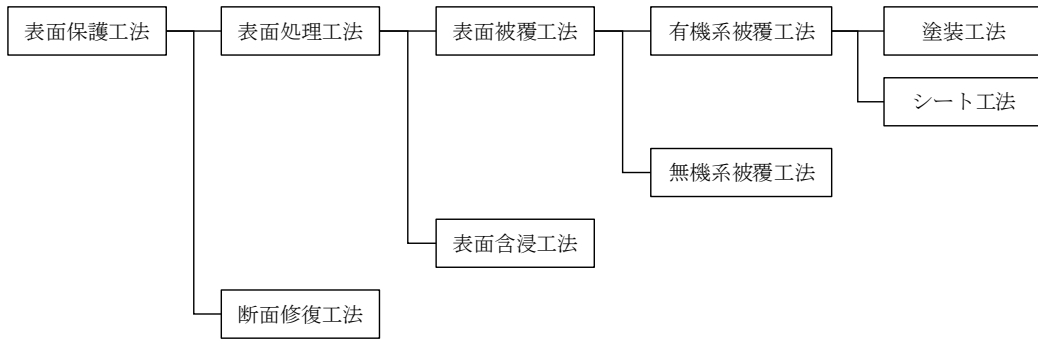 表面保護工法
表面処理工法
表面被覆工法
有機系被覆工法
塗装工法
シート工法
無機系被覆工法
表面含浸工法
断面修復工法